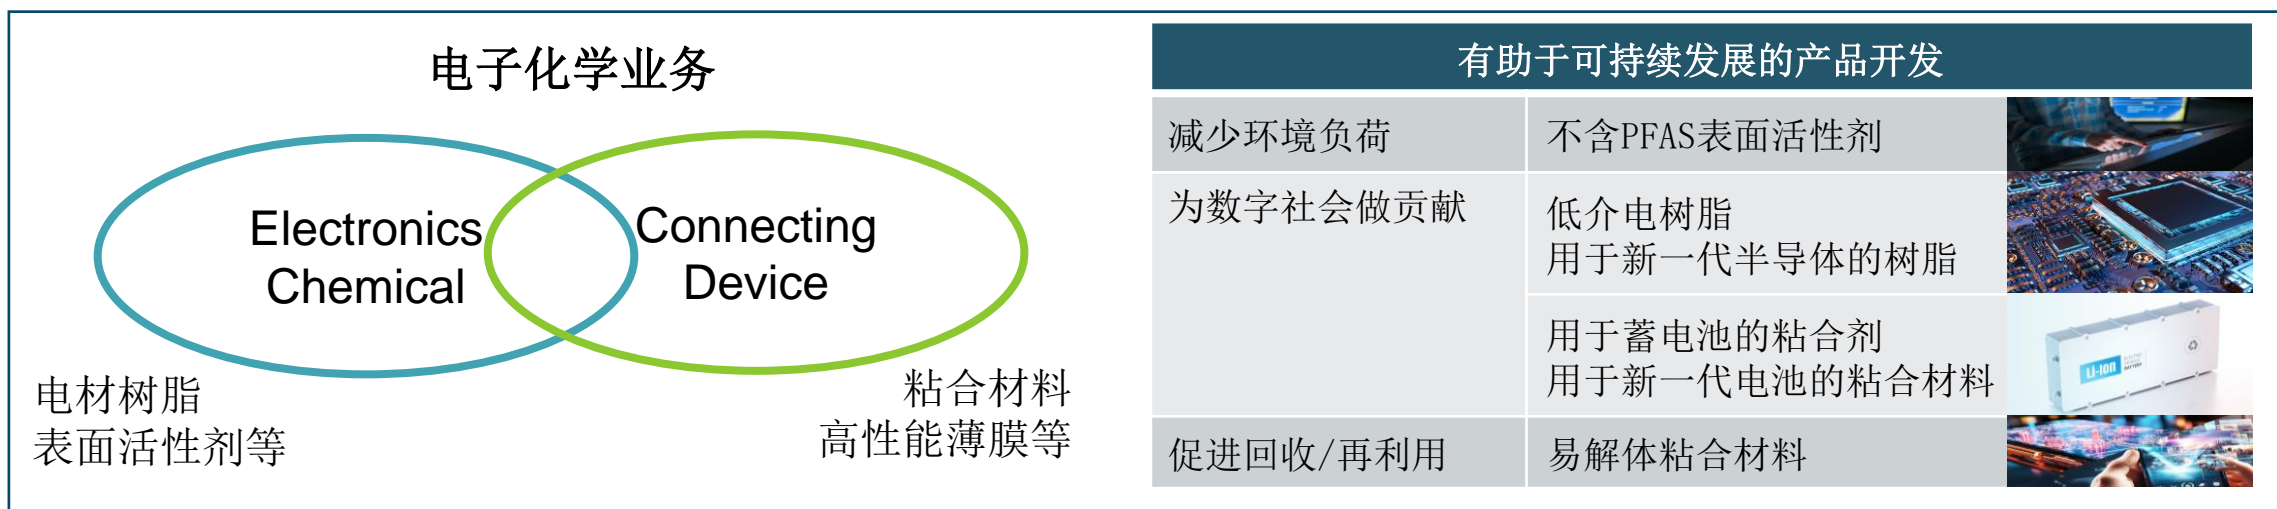 电子化学业务
Electronics
Chemical
Connecting
Device
电材树脂
表面活性剂等
粘合材料
高性能薄膜等
有助于可持续发展的产品开发
减少环境负荷
不含PFAS表面活性剂
为数字社会做贡献
低介电树脂
用于新一代半导体的树脂
用于蓄电池的粘合剂
用于新一代电池的粘合材料
Li-ion
BATTERY
促进回收/再利用
易解体粘合材料